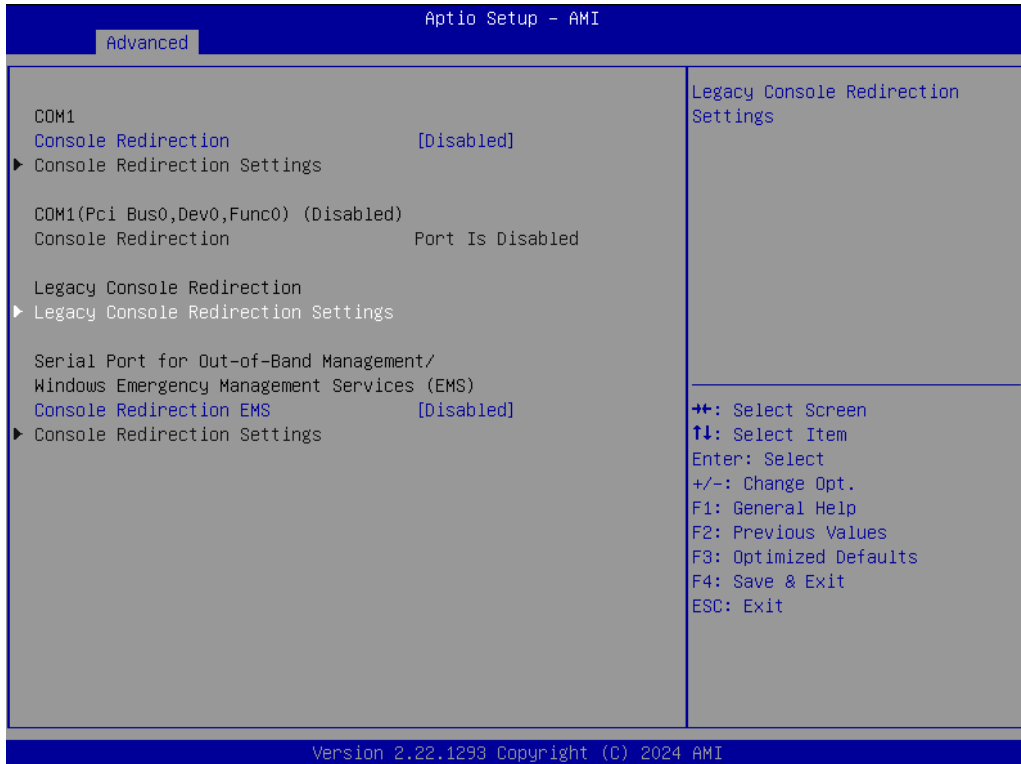 Aptio Setup – AMI
Advanced
COM1
Console Redirection [Disabled]
Console Redirection Settings
COM1(Pci Bus0,Dev0,Func0) (Disabled)
Console Redirection Port Is Disabled
Legacy Console Redirection
Legacy Console Redirection Settings
Serial Port for Out-of-Band Management/
Windows Emergency Management Services (EMS)
Console Redirection EMS [Disabled]
Console Redirection Settings
Legacy Console Redirection
Settings
→←: Select Screen
↑↓: Select Item
Enter: Select
+/-: Change Opt.
F1: General Help
F2: Previous Values
F3: Optimized Defaults
F4: Save & Exit
ESC: Exit
Version 2.22.1293 Copyright (C) 2024 AMI